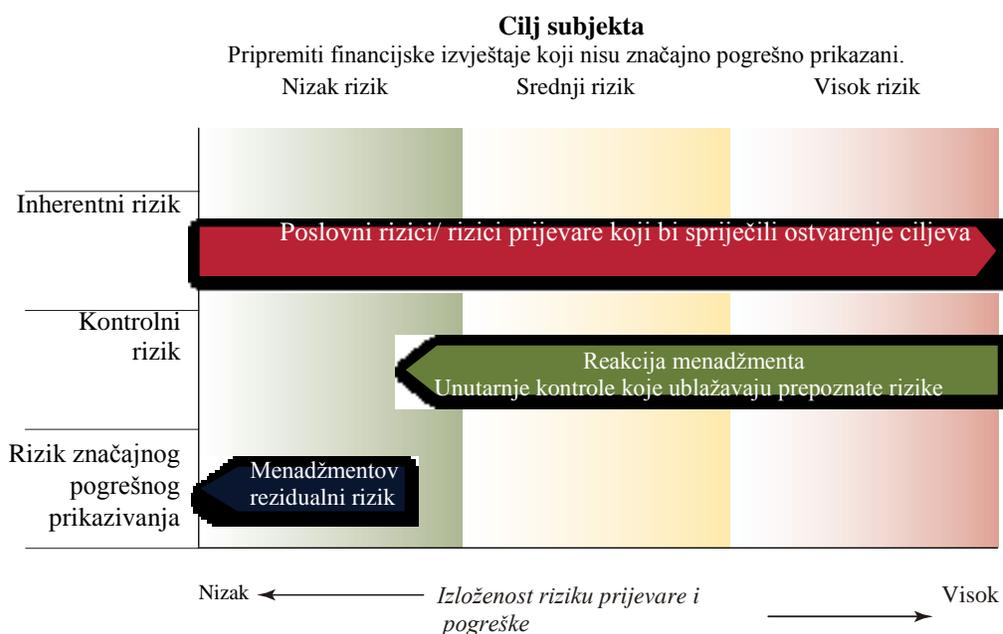 Cilj subjekta
Pripremiti financijske izvještaje koji nisu značajno pogrešno prikazani.
Nizak rizik Srednji rizik Visok rizik
Inherentni rizik
Poslovni rizici/ rizici prijevare koji bi spriječili ostvarenje ciljeva
Kontrolni
rizik
Reakcija menadžmenta
Unutarnje kontrole koje ublažavaju prepoznate rizike
Rizik značajnog
pogrešnog
prikazivanja
Menadžmentov
rezidualni rizik
Nizak Izloženost riziku prijevare i Visok
pogreške